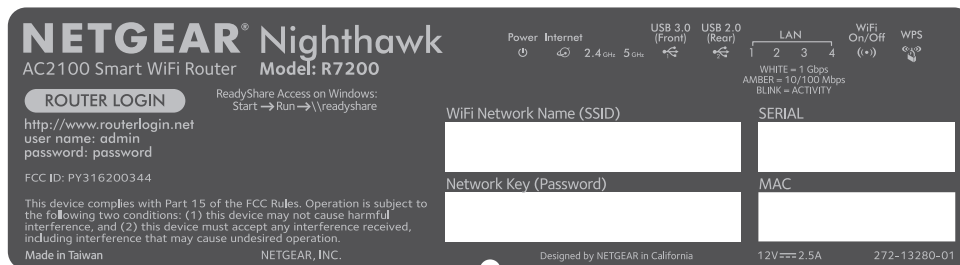 NETGEAR® Nighthawk
AC2100 Smart WiFi Router Model: R7200
ROUTER LOGIN
http://www.routerlogin.net
user name: admin
password: password
ReadyShare Access on Windows:
Start → Run → \\readyshare
FCC ID: PY316200344
This device complies with Part 15 of the FCC Rules. Operation is subject to
the following two conditions: (1) this device may not cause harmful
interference, and (2) this device must accept any interference received,
including interference that may cause undesired operation.
Made in Taiwan NETGEAR, INC.
Power Internet
2.4 GHz 5 GHz
USB 3.0
(Front)
USB 2.0
(Rear)
LAN
1 2 3 4
WHITE = 1 Gbps
AMBER = 10/100 Mbps
BLINK = ACTIVITY
WiFi
On/Off
WPS
WiFi Network Name (SSID)
SERIAL
Network Key (Password)
MAC
Designed by NETGEAR in California
12V⎓2.5A
272-13280-01